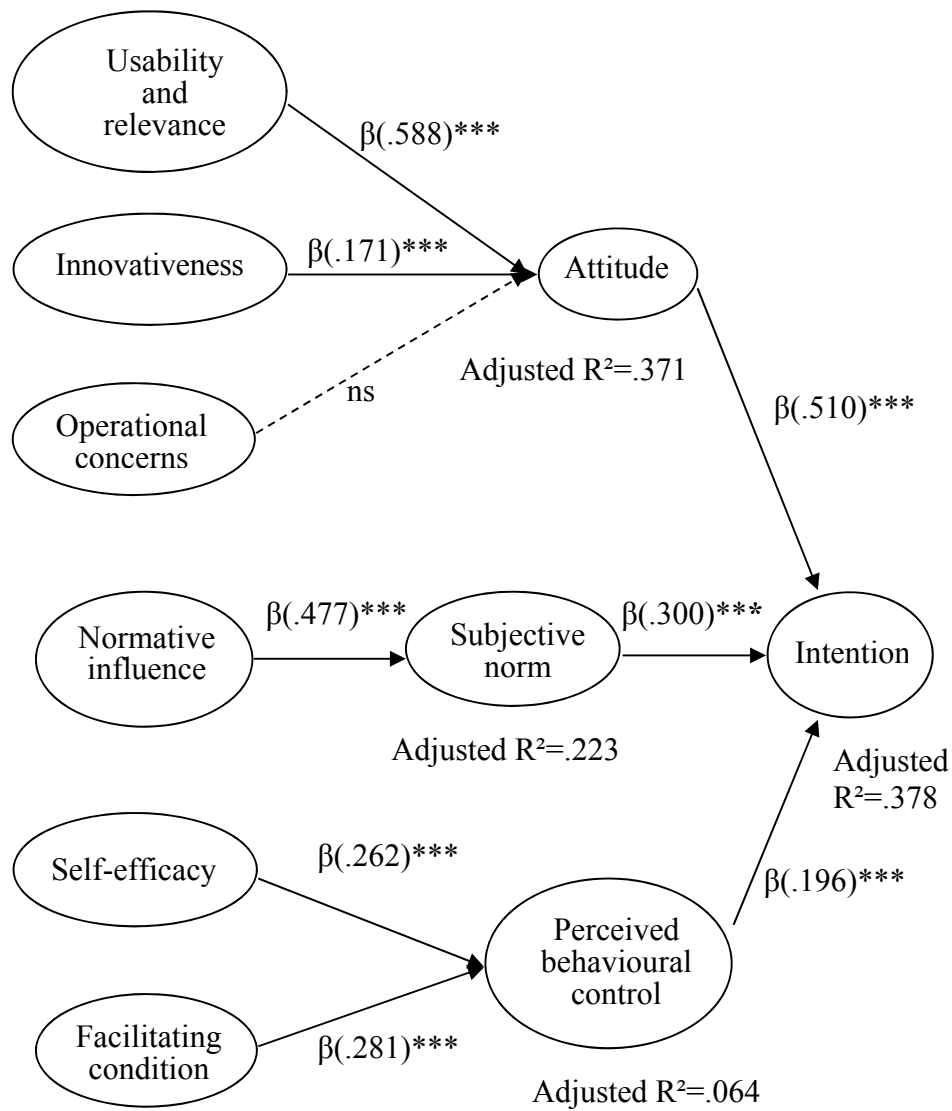 Usability
and
relevance
β(.588)***
Innovativeness
β(.171)***
Attitude
Adjusted R²=.371
ns
Operational
concerns
β(.510)***
Normative
influence
β(.477)***
Subjective
norm
β(.300)***
Intention
Adjusted R²=.223
Adjusted
R²=.378
Self-efficacy
β(.262)***
β(.196)***
Perceived
behavioural
control
Facilitating
condition
β(.281)***
Adjusted R²=.064